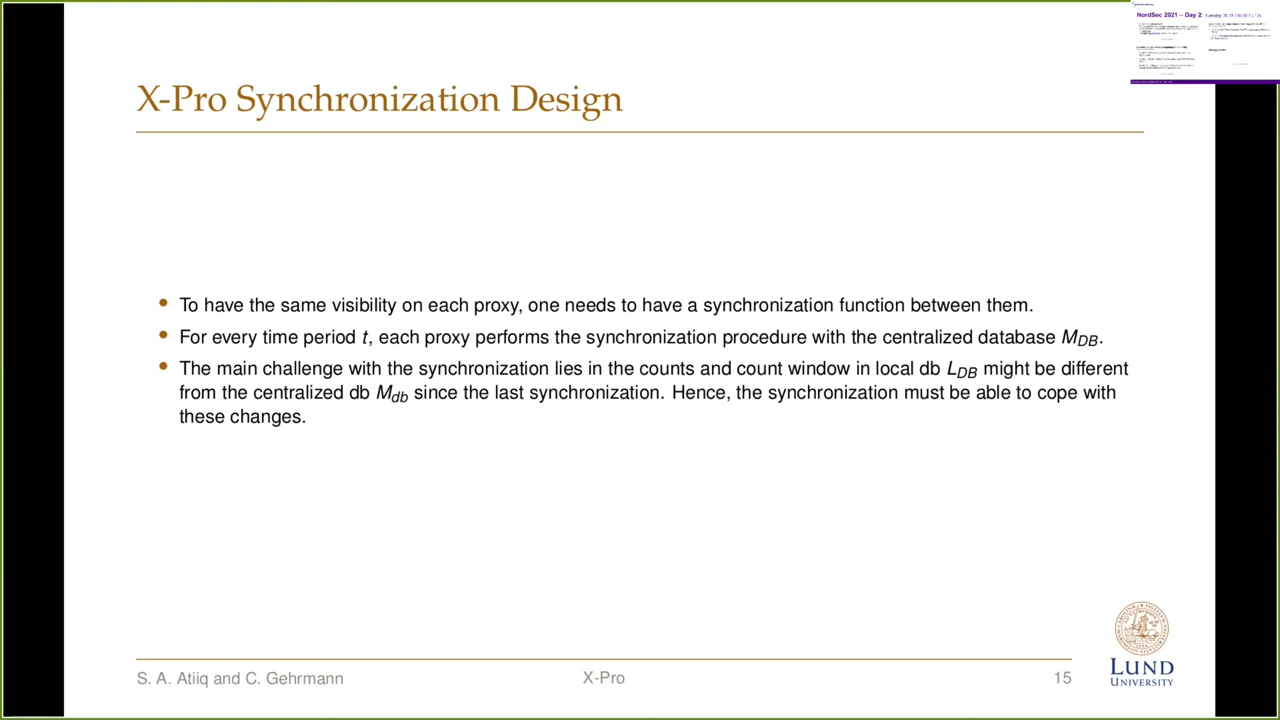 NordSec 2021 – Day 2:
X-Pro Synchronization Design
To have the same visibility on each proxy, one needs to have a synchronization function between them.
For every time period t, each proxy performs the synchronization procedure with the centralized database MDB.
The main challenge with the synchronization lies in the counts and count window in local db LDB might be different
from the centralized db Mdb since the last synchronization. Hence, the synchronization must be able to cope with
these changes.
S. A. Atiiq and C. Gehrmann
X-Pro
15
LUND
UNIVERSITY